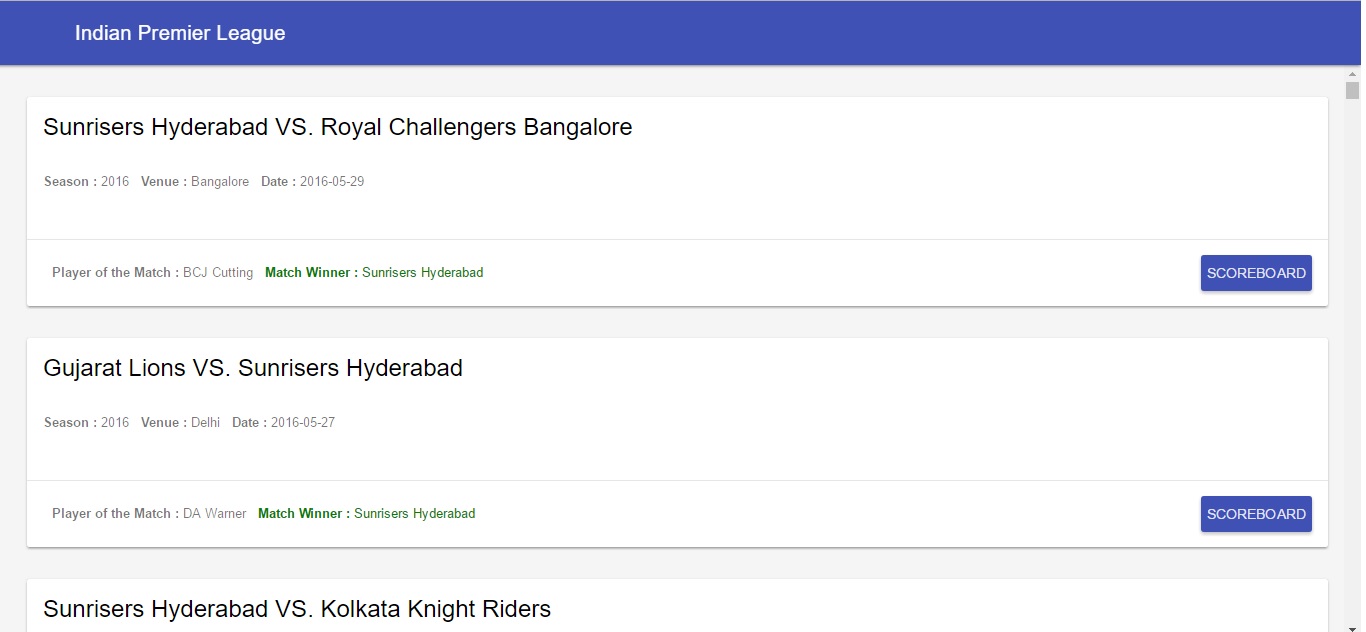 Indian Premier League
Sunrisers Hyderabad VS. Royal Challengers Bangalore
Season : 2016 Venue : Bangalore Date : 2016-05-29
Player of the Match : BCJ Cutting Match Winner : Sunrisers Hyderabad SCOREBOARD
Gujarat Lions VS. Sunrisers Hyderabad
Season : 2016 Venue : Delhi Date : 2016-05-27
Player of the Match : DA Warner Match Winner : Sunrisers Hyderabad SCOREBOARD
Sunrisers Hyderabad VS. Kolkata Knight Riders